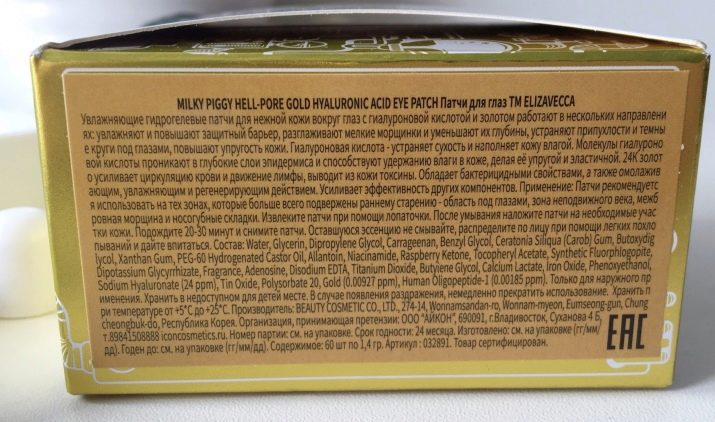 MILKY PIGGY HELL-PORE GOLD HYALURONIC ACID EYE PATCH Патчи для глаз ТМ ELIZAVECCA
Увлажняющие гидрогелевые патчи для нежной кожи вокруг глаз с гиалуроновой кислотой и золотом работают в нескольких направлени
ях: увлажняют и повышают защитный барьер, разглаживают мелкие морщинки и уменьшают их глубины, устраняют припухлости и темны
е круги под глазами, повышают упругость кожи. Гиалуроновая кислота - устраняет сухость и наполняет кожу влагой. Молекулы гиалуроно
вой кислоты проникают в глубокие слои эпидермиса и способствуют удержанию влаги в коже, делая её упругой и эластичной. 24К золот
о усиливает циркуляцию крови и движение лимфы, выводит из кожи токсины. Обладает бактерицидными свойствами, а также омолажив
ающим, увлажняющим и регенерирующим действием. Усиливает эффективность других компонентов. Применение: Патчи рекомендуетс
я использовать на тех зонах, которые больше всего подвержены раннему старению - область под глазами, зона неподвижного века, межб
ровная морщина и носогубные складки. Извлеките патчи при помощи лопаточки. После умывания наложите патчи на необходимые учас
тки кожи. Подождите 20-30 минут и снимите патчи. Оставшуюся эссенцию не смывайте, распределите по лицу при помощи легких похло
пываний и дайте впитаться. Состав: Water, Glycerin, Dipropylene Glycol, Carrageenan, Benzyl Glycol, Ceratonia Siliqua (Carob) Gum, Butoxydig
lycol, Xanthan Gum, PEG-60 Hydrogenated Castor Oil, Allantoin, Niacinamide, Raspberry Ketone, Tocopheryl Acetate, Synthetic Fluorphlogopite,
Dipotassium Glycyrrhizate, Fragrance, Adenosine, Disodium EDTA, Titanium Dioxide, Butylene Glycol, Calcium Lactate, Iron Oxide, Phenoxyethanol,
Sodium Hyaluronate (24 ppm), Tin Oxide, Polysorbate 20, Gold (0.00927 ppm), Human Oligopeptide-1 (0.00185 ppm). Только для наружного пр
именения. Хранить в недоступном для детей месте. В случае появления раздражения, немедленно прекратить использование. Хранить п
ри температуре от +5°С до +25°С. Производитель: BEAUTY COSMETIC CO., LTD., 274-14, Wonnamsandan-ro, Wonnam-myeon, Eumseong-gun, Chung
cheongbuk-do, Республика Корея. Организация, принимающая претензии: ООО "АЙКОН", 690091, г.Владивосток, Суханова 4 Б,
т.89841508888 iconcosmetics.ru. Номер партии: см. на упаковке. Срок годности: 24 месяца. Изготовлено: см. на упаковке (гг/мм/
дд). Годен до: см. на упаковке (гг/мм/дд). Содержимое: 60 шт по 1,4 гр. Артикул : 032891. Товар сертифицирован.
EAC